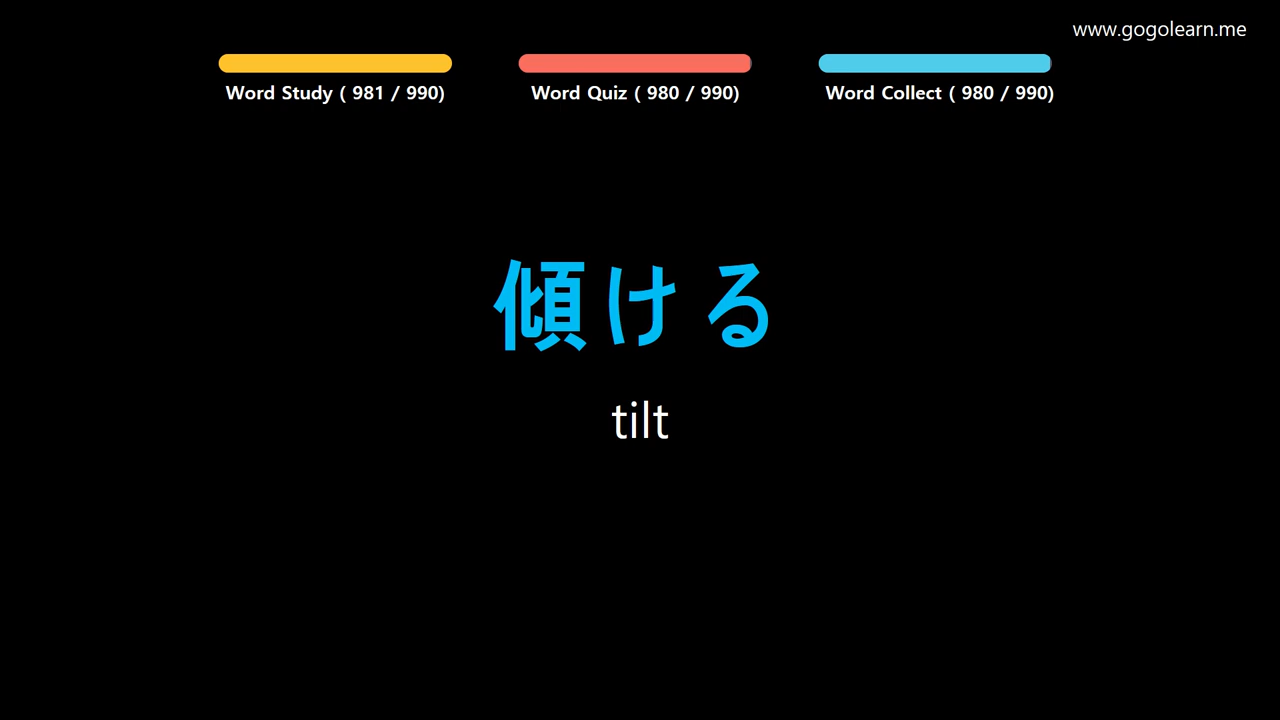 www.gogolearn.me
Word Study ( 981 / 990)
Word Quiz ( 980 / 990)
Word Collect ( 980 / 990)
傾ける
tilt